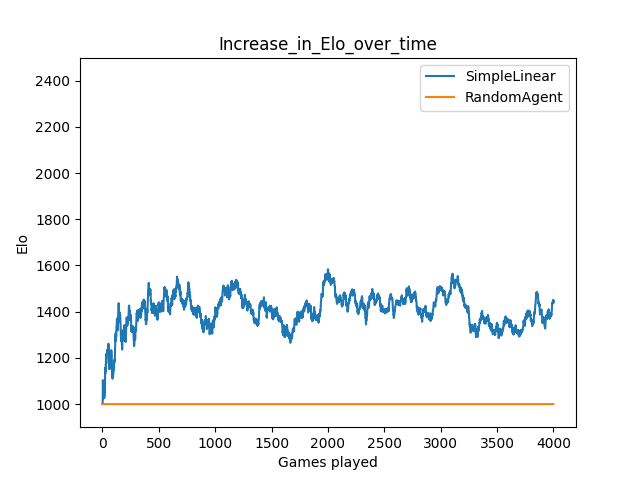 Increase_in_Elo_over_time
SimpleLinear
RandomAgent
2400
2200
2000
1800
1600
1400
1200
1000
Elo
0 500 1000 1500 2000 2500 3000 3500 4000
Games played